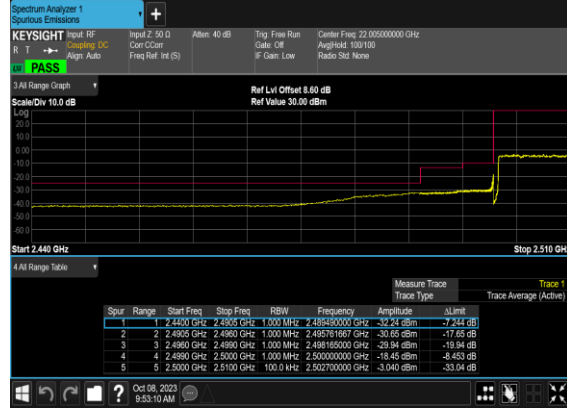 Spectrum Analyzer 1
Spurious Emissions
KEYSIGHT Input: RF Input Z: 50 Ω Atten: 40 dB Trig: Free Run Center Freq: 22.005000000 GHz
R T Coupling: DC Corr CCorr Gate: Off Avg|Hold: 100/100
Align: Auto Freq Ref: Int (S) IF Gain: Low Radio Std: None
LW PASS
3 All Range Graph
Ref Lvl Offset 8.60 dB
Scale/Div 10.0 dB Ref Value 30.00 dBm
Log
20.0
10.0
0.00
-10.0
-20.0
-30.0
-40.0
-50.0
-60.0
Start 2.440 GHz Stop 2.510 GHz
4 All Range Table
Measure Trace Trace 1
Trace Type Trace Average (Active)
Spur Range Start Freq Stop Freq RBW Frequency Amplitude ΔLimit
1 1 2.4400 GHz 2.4905 GHz 1.000 MHz 2.489490000 GHz -32.24 dBm -7.244 dB
2 2 2.4905 GHz 2.4960 GHz 1.000 MHz 2.495761667 GHz -30.65 dBm -17.65 dB
3 3 2.4960 GHz 2.4990 GHz 1.000 MHz 2.498165000 GHz -29.94 dBm -19.94 dB
4 4 2.4990 GHz 2.5000 GHz 1.000 MHz 2.500000000 GHz -18.45 dBm -8.453 dB
5 5 2.5000 GHz 2.5100 GHz 100.0 kHz 2.502700000 GHz -3.040 dBm -33.04 dB
? Oct 08, 2023
9:53:10 AM